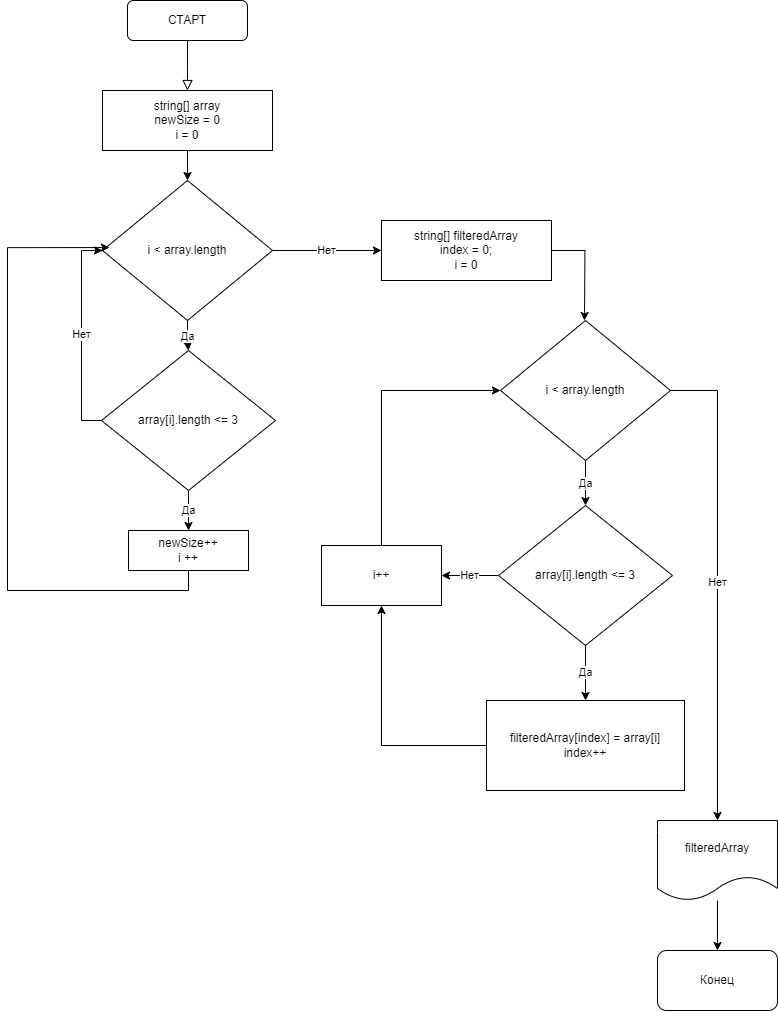 СТАРТ
string[] array
newSize = 0
i = 0
i < array.length
Нет
string[] filteredArray
index = 0;
i = 0
Нет
Да
array[i].length <= 3
i < array.length
Да
Да
newSize++
i ++
i++
Нет
array[i].length <= 3
Нет
Да
filteredArray[index] = array[i]
index++
filteredArray
Конец